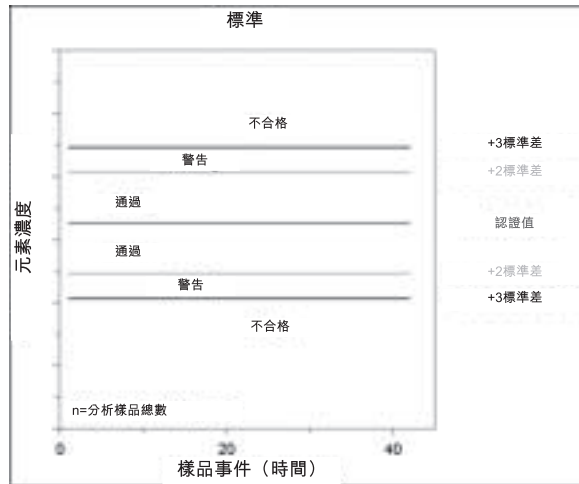 標準
不合格
+3標準差
警告
+2標準差
通過
認證值
元素濃度
通過
+2標準差
警告
+3標準差
不合格
n=分析樣品總數
0
20
40
樣品事件（時間）